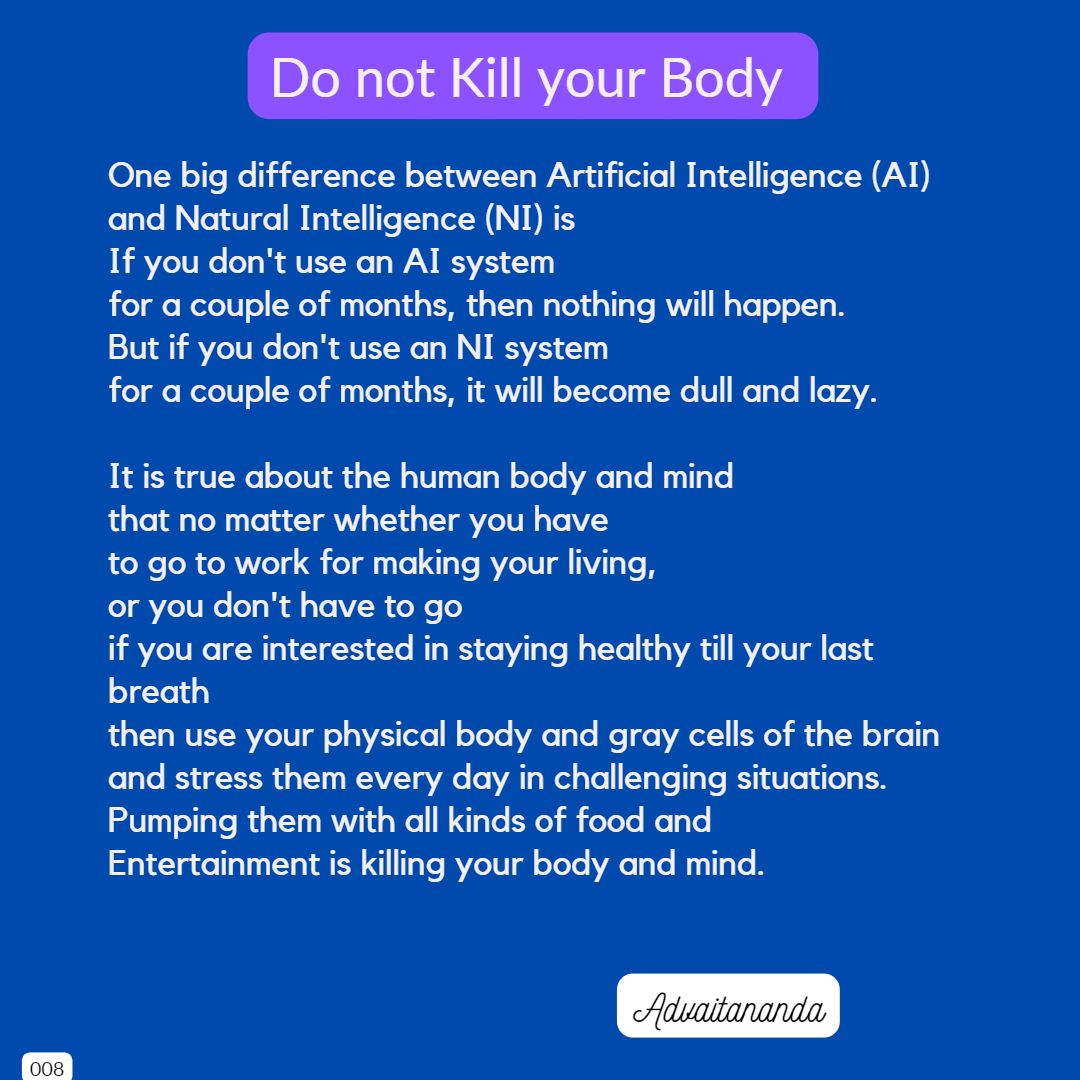 Do not Kill your Body
One big difference between Artificial Intelligence (AI)
and Natural Intelligence (NI) is
If you don't use an AI system
for a couple of months, then nothing will happen.
But if you don't use an NI system
for a couple of months, it will become dull and lazy.
It is true about the human body and mind
that no matter whether you have
to go to work for making your living,
or you don't have to go
if you are interested in staying healthy till your last
breath
then use your physical body and gray cells of the brain
and stress them every day in challenging situations.
Pumping them with all kinds of food and
Entertainment is killing your body and mind.
Advaitananda
008